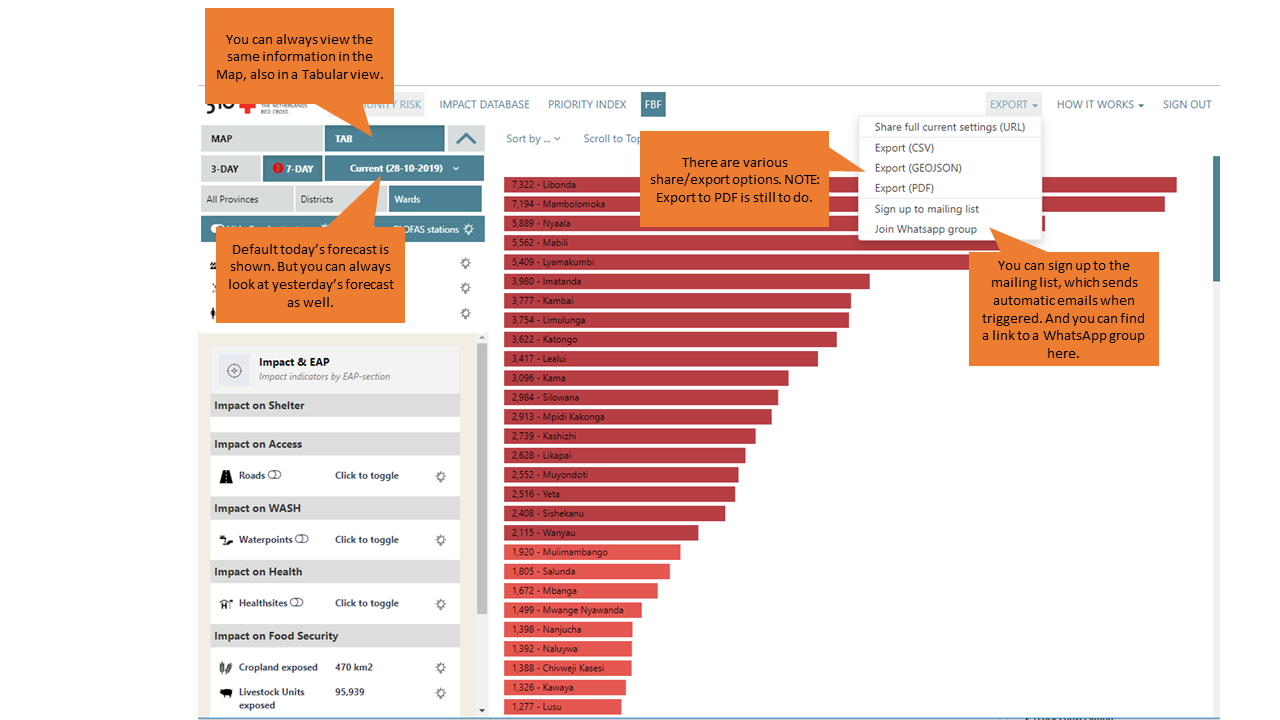 You can always view the
same information in the
Map, also in a Tabular view.
510
THE NETHERLANDS
RED CROSS
RISK
IMPACT DATABASE
PRIORITY INDEX
FBF
EXPORT
HOW IT WORKS
SIGN OUT
Share full current settings (URL)
Export (CSV)
Export (GEOJSON)
Export (PDF)
Sign up to mailing list
Join Whatsapp group
MAP
TAB
3-DAY
7-DAY
Current (28-10-2019)
All Provinces
Districts
Wards
stations
Sort by ...
Scroll to Top
There are various
share/export options. NOTE:
Export to PDF is still to do.
Default today's forecast is
shown. But you can always
look at yesterday's forecast
as well.
You can sign up to the
mailing list, which sends
automatic emails when
triggered. And you can find
a link to a WhatsApp group
here.
Impact & EAP
Impact indicators by EAP-section
Impact on Shelter
Impact on Access
Roads Click to toggle
Impact on WASH
Waterpoints Click to toggle
Impact on Health
Healthsites Click to toggle
Impact on Food Security
Cropland exposed 470 km2
Livestock Units 95,939
exposed
7,322 - Libonda
7,194 - Mambolomoka
5,889 - Nyaala
5,562 - Mabili
5,409 - Lyamakumbi
3,980 - Imatanda
3,777 - Kambai
3,754 - Limulunga
3,622 - Katongo
3,417 - Lealui
3,096 - Kama
2,984 - Silowana
2,913 - Mpidi Kakonga
2,739 - Kashizhi
2,628 - Likapai
2,552 - Muyondoti
2,516 - Yeta
2,408 - Sishekanu
2,115 - Wanyau
1,920 - Mulimambango
1,805 - Salunda
1,672 - Mbanga
1,499 - Mwange Nyawanda
1,398 - Nanjucha
1,392 - Naluywa
1,388 - Chivweji Kasesi
1,326 - Kawaya
1,277 - Lusu